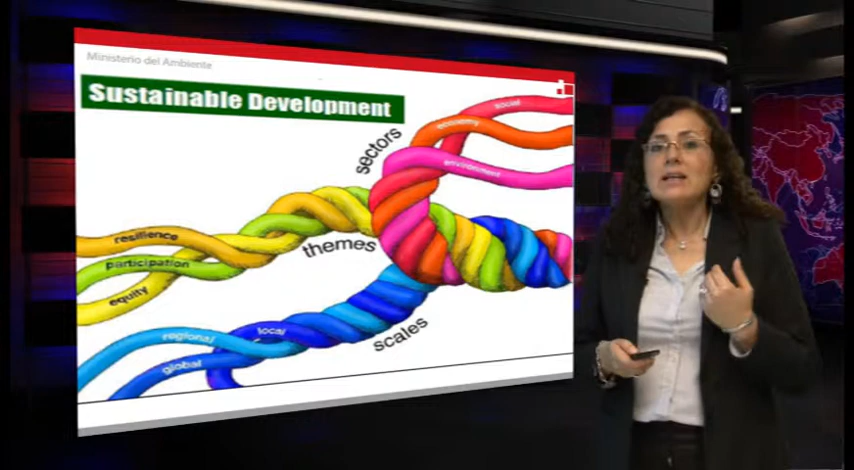 Ministerio del Ambiente
Sustainable Development
social
economy
sectors
environment
resilience
themes
participation
equity
local
regional
scales
global